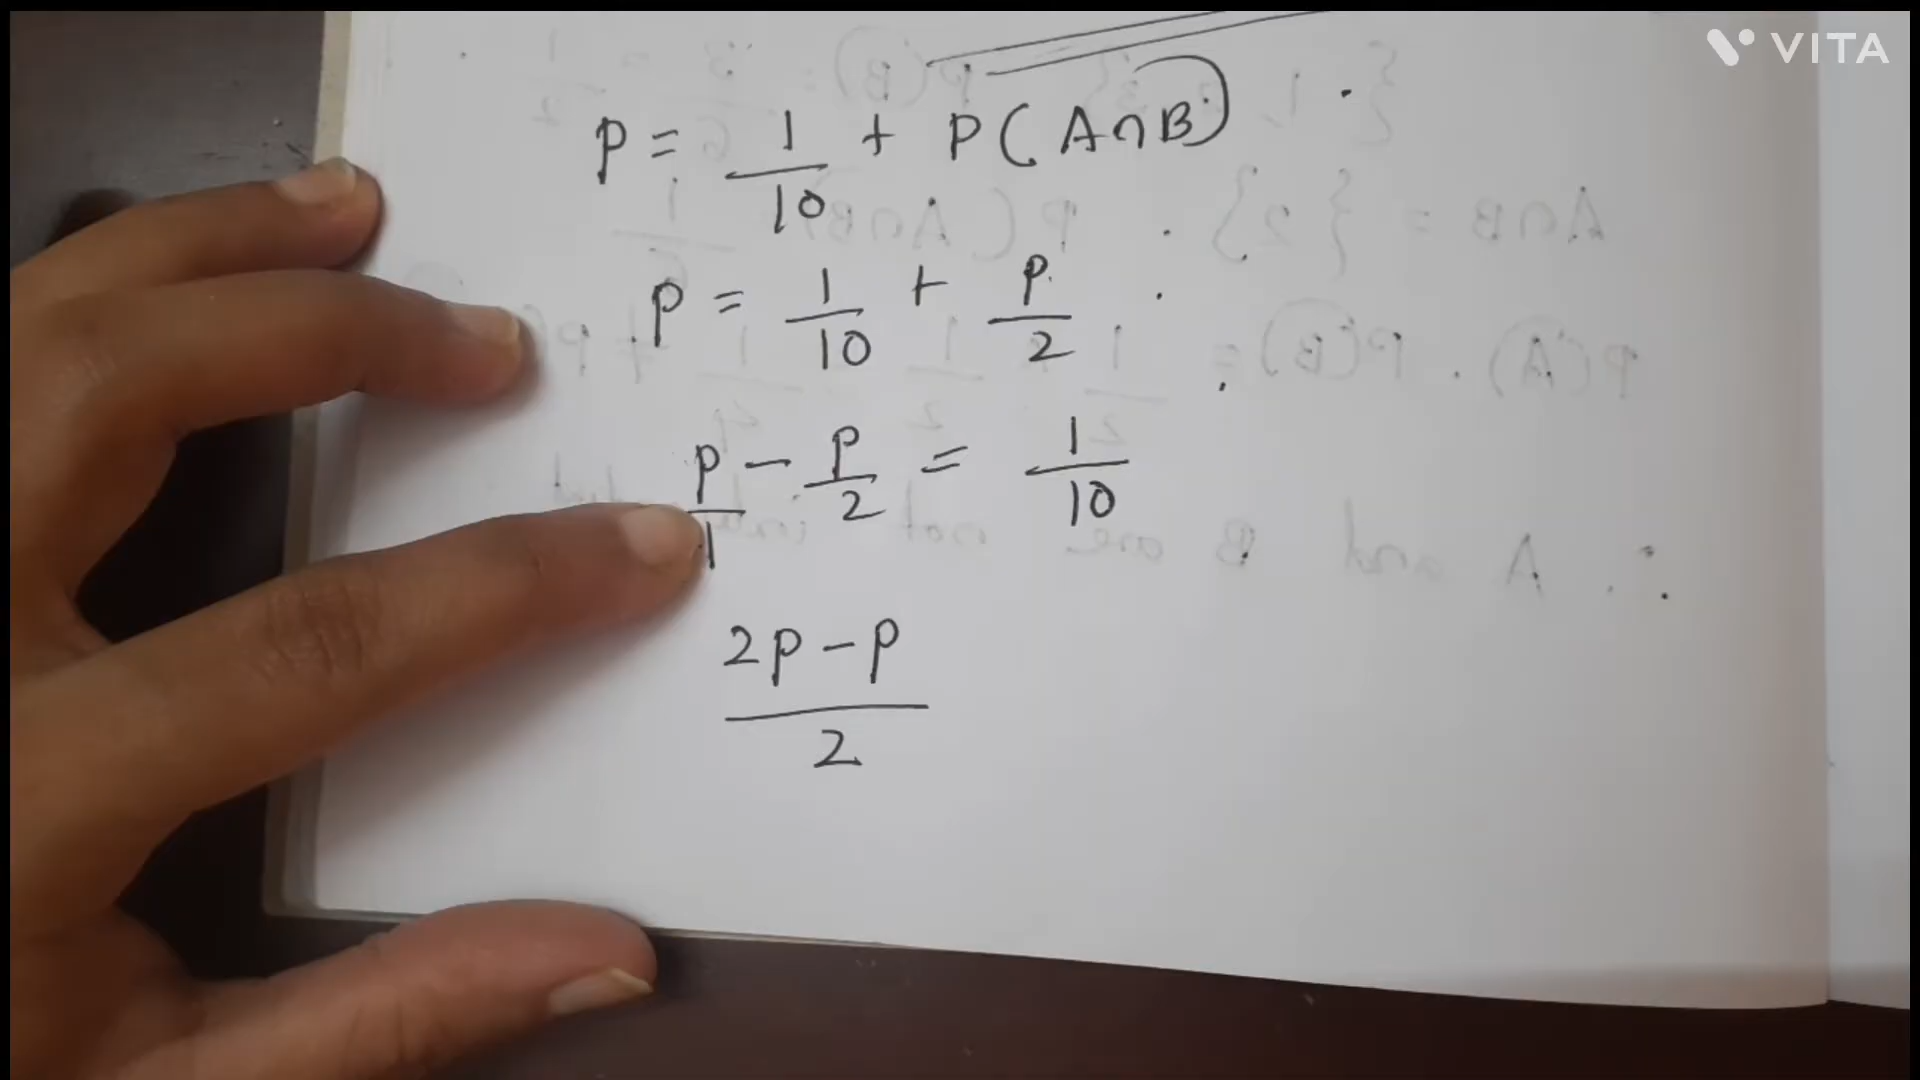 VITA
p = 1/10 + P(A∩B)
p = 1/10 + p/2
p/1 - p/2 = 1/10
2p - p / 2